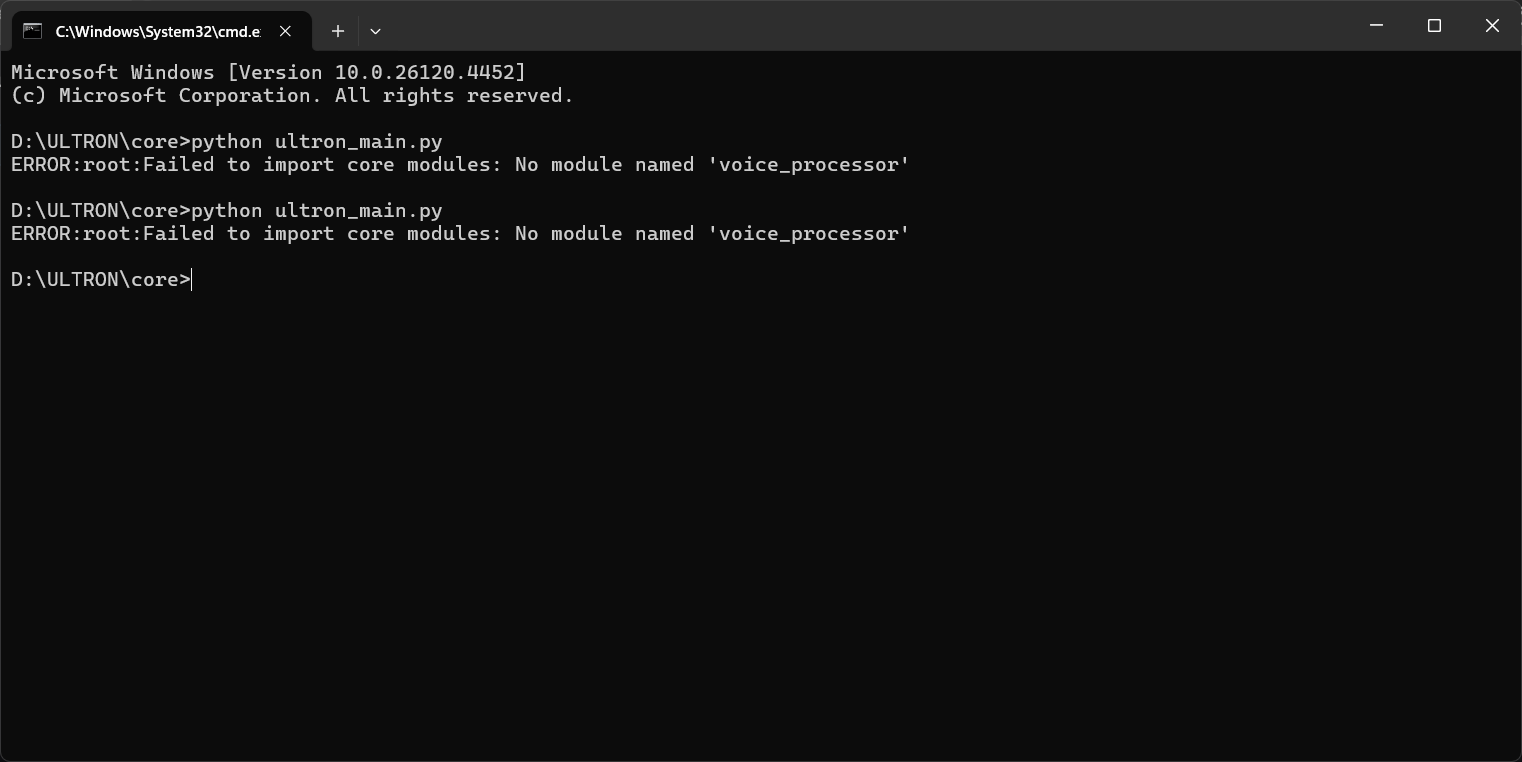 C:\Windows\System32\cmd.e
Microsoft Windows [Version 10.0.26120.4452]
(c) Microsoft Corporation. All rights reserved.
D:\ULTRON\core>python ultron_main.py
ERROR:root:Failed to import core modules: No module named 'voice_processor'
D:\ULTRON\core>python ultron_main.py
ERROR:root:Failed to import core modules: No module named 'voice_processor'
D:\ULTRON\core>